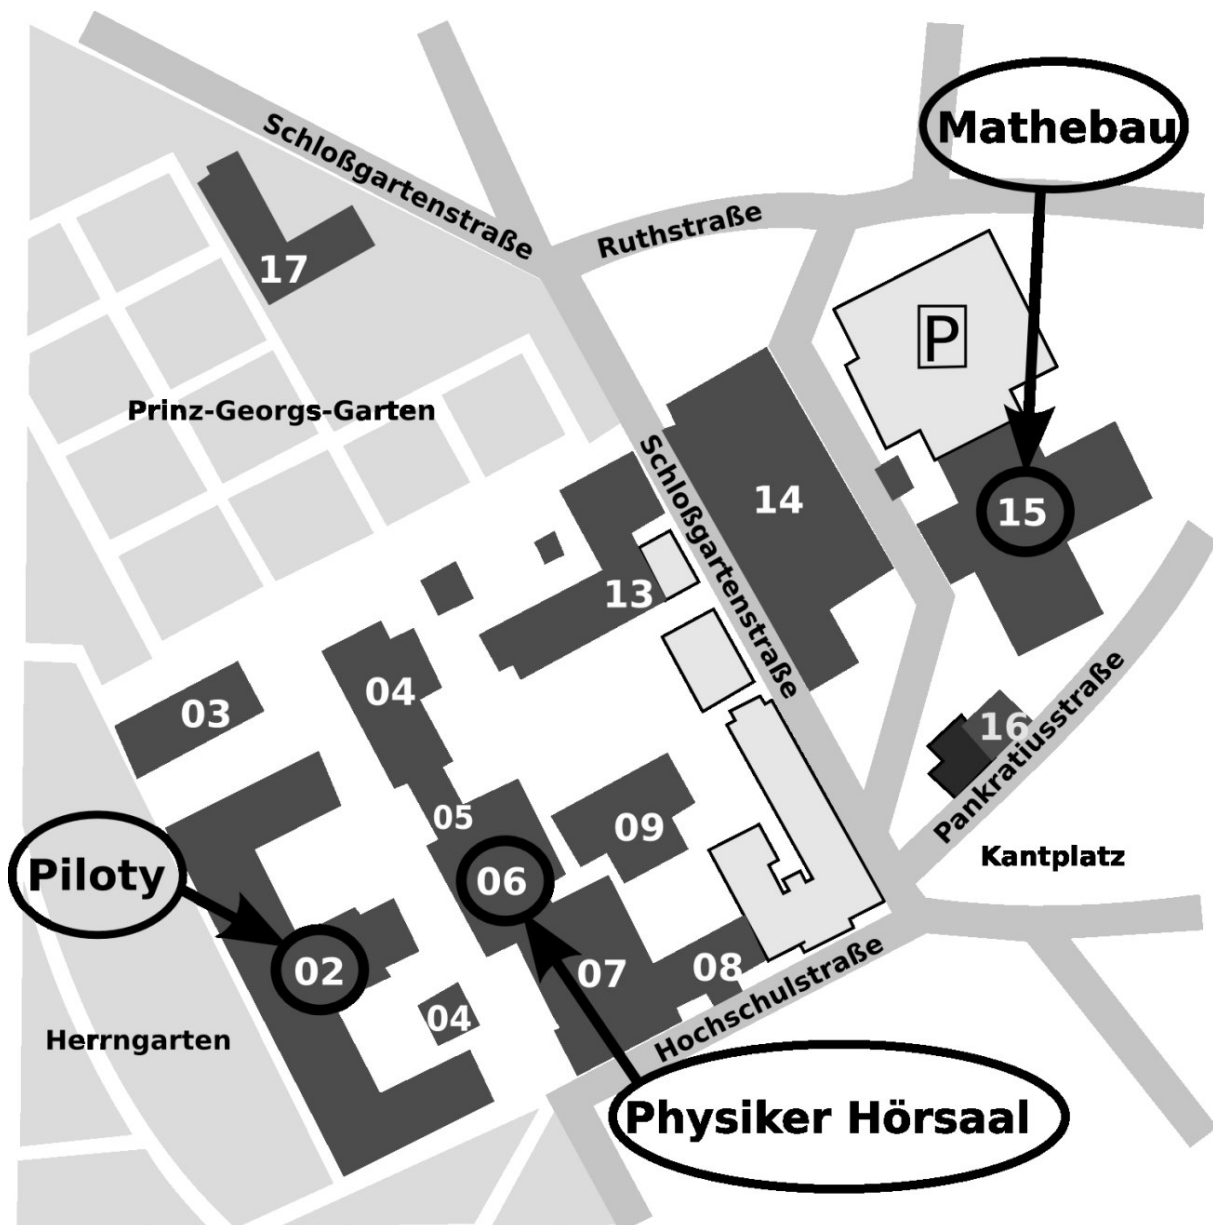 Mathebau
Schloßgartenstraße
Ruthstraße
17
P
Prinz-Georgs-Garten
Schloßgartenstraße
14
15
13
04
03
16
Pankratiusstraße
05
09
Kantplatz
Piloty
06
02
07
08
04
Hochschulstraße
Herrngarten
Physiker Hörsaal